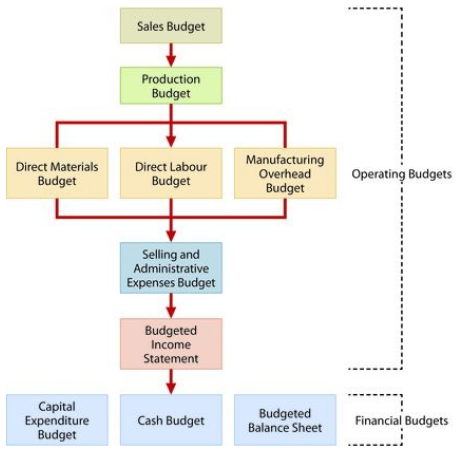 Sales Budget
Production
Budget
Direct Materials
Budget
Direct Labour
Budget
Manufacturing
Overhead
Budget
Operating Budgets
Selling and
Administrative
Expenses Budget
Budgeted
Income
Statement
Capital
Expenditure
Budget
Cash Budget
Budgeted
Balance Sheet
Financial Budgets